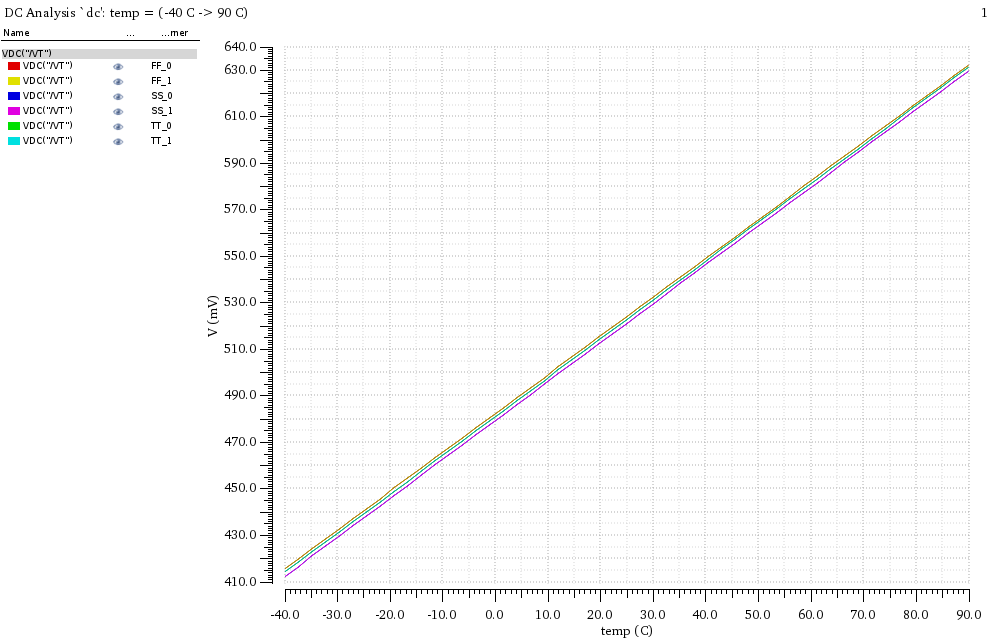 DC Analysis `dc': temp = (-40 C -> 90 C)
1
Name ... ...rner
VDC("/VT")
VDC("/VT") FF_0
VDC("/VT") FF_1
VDC("/VT") SS_0
VDC("/VT") SS_1
VDC("/VT") TT_0
VDC("/VT") TT_1
640.0
630.0
610.0
590.0
570.0
550.0
530.0
510.0
490.0
470.0
450.0
430.0
410.0
V (mV)
-40.0 -30.0 -20.0 -10.0 0.0 10.0 20.0 30.0 40.0 50.0 60.0 70.0 80.0 90.0
temp (C)